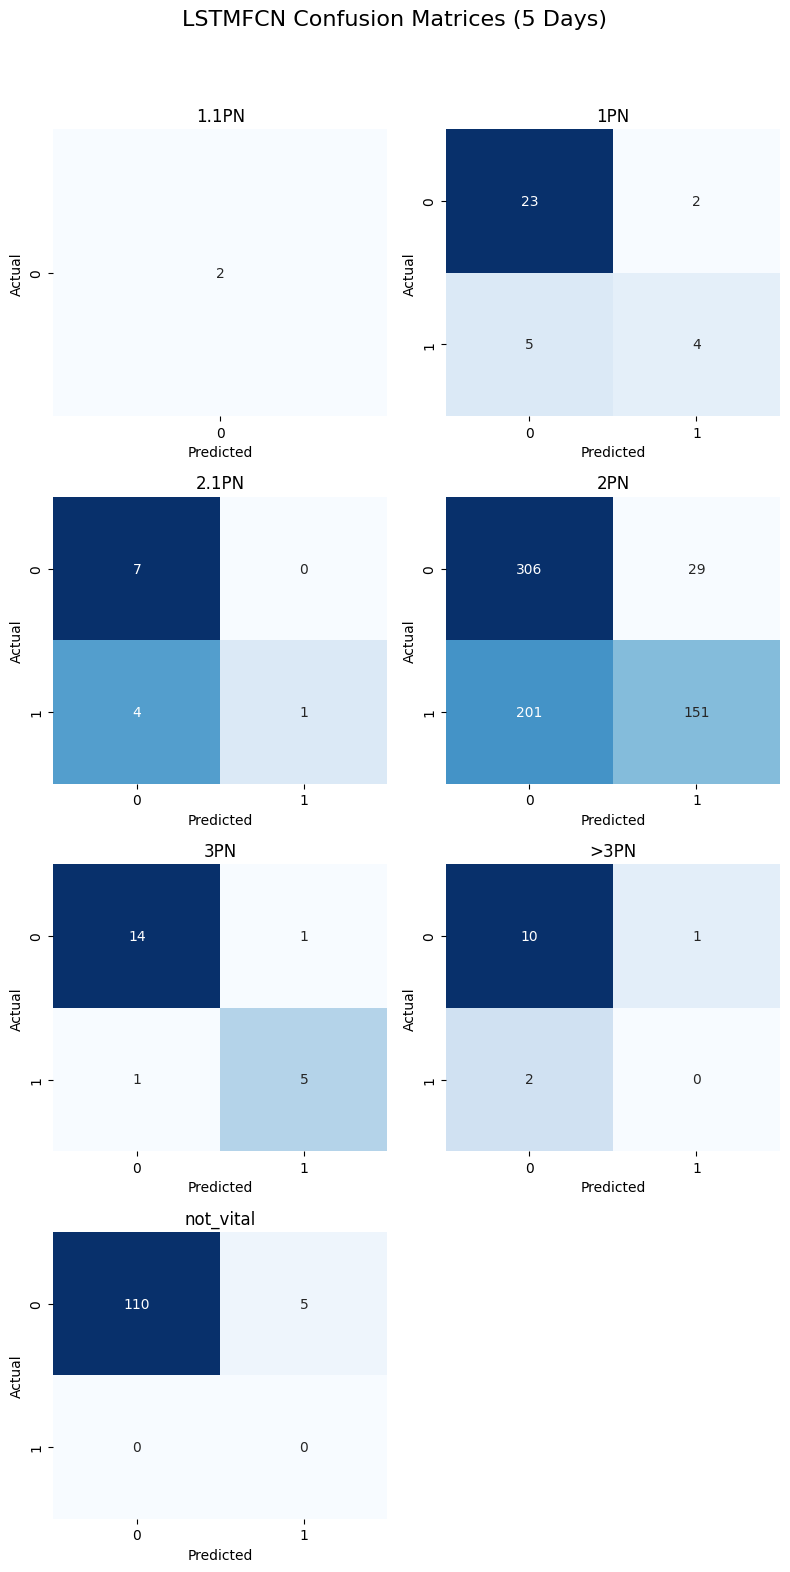 LSTMFCN Confusion Matrices (5 Days)
1.1PN
Actual
0
2
0
Predicted
1PN
Actual
0
23 2
1
5 4
0 1
Predicted
2.1PN
Actual
0
7 0
1
4 1
0 1
Predicted
2PN
Actual
0
306 29
1
201 151
0 1
Predicted
3PN
Actual
0
14 1
1
1 5
0 1
Predicted
>3PN
Actual
0
10 1
1
2 0
0 1
Predicted
not_vital
Actual
0
110 5
1
0 0
0 1
Predicted